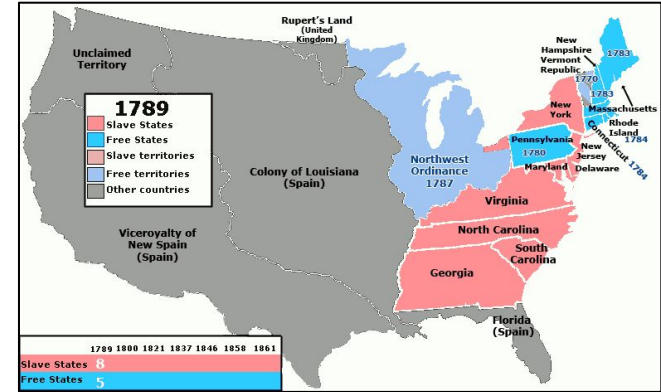 Rupert's Land
(United
Kingdom)
Unclaimed
Territory
New
Hampshire
Vermont
Republic
1783
1770
1783
1789
Slave States
Free States
Slave territories
Free territories
Other countries
New
York
Massachusetts
Rhode
Island 1784
Connecticut 1784
Pennsylvania
1780
New
Jersey
Maryland
Delaware
Northwest
Ordinance
1787
Colony of Louisiana
(Spain)
Virginia
Viceroyalty of
New Spain
(Spain)
North Carolina
South
Carolina
Georgia
Florida
(Spain)
1789 1800 1821 1837 1846 1858 1861
Slave States 8
Free States 5